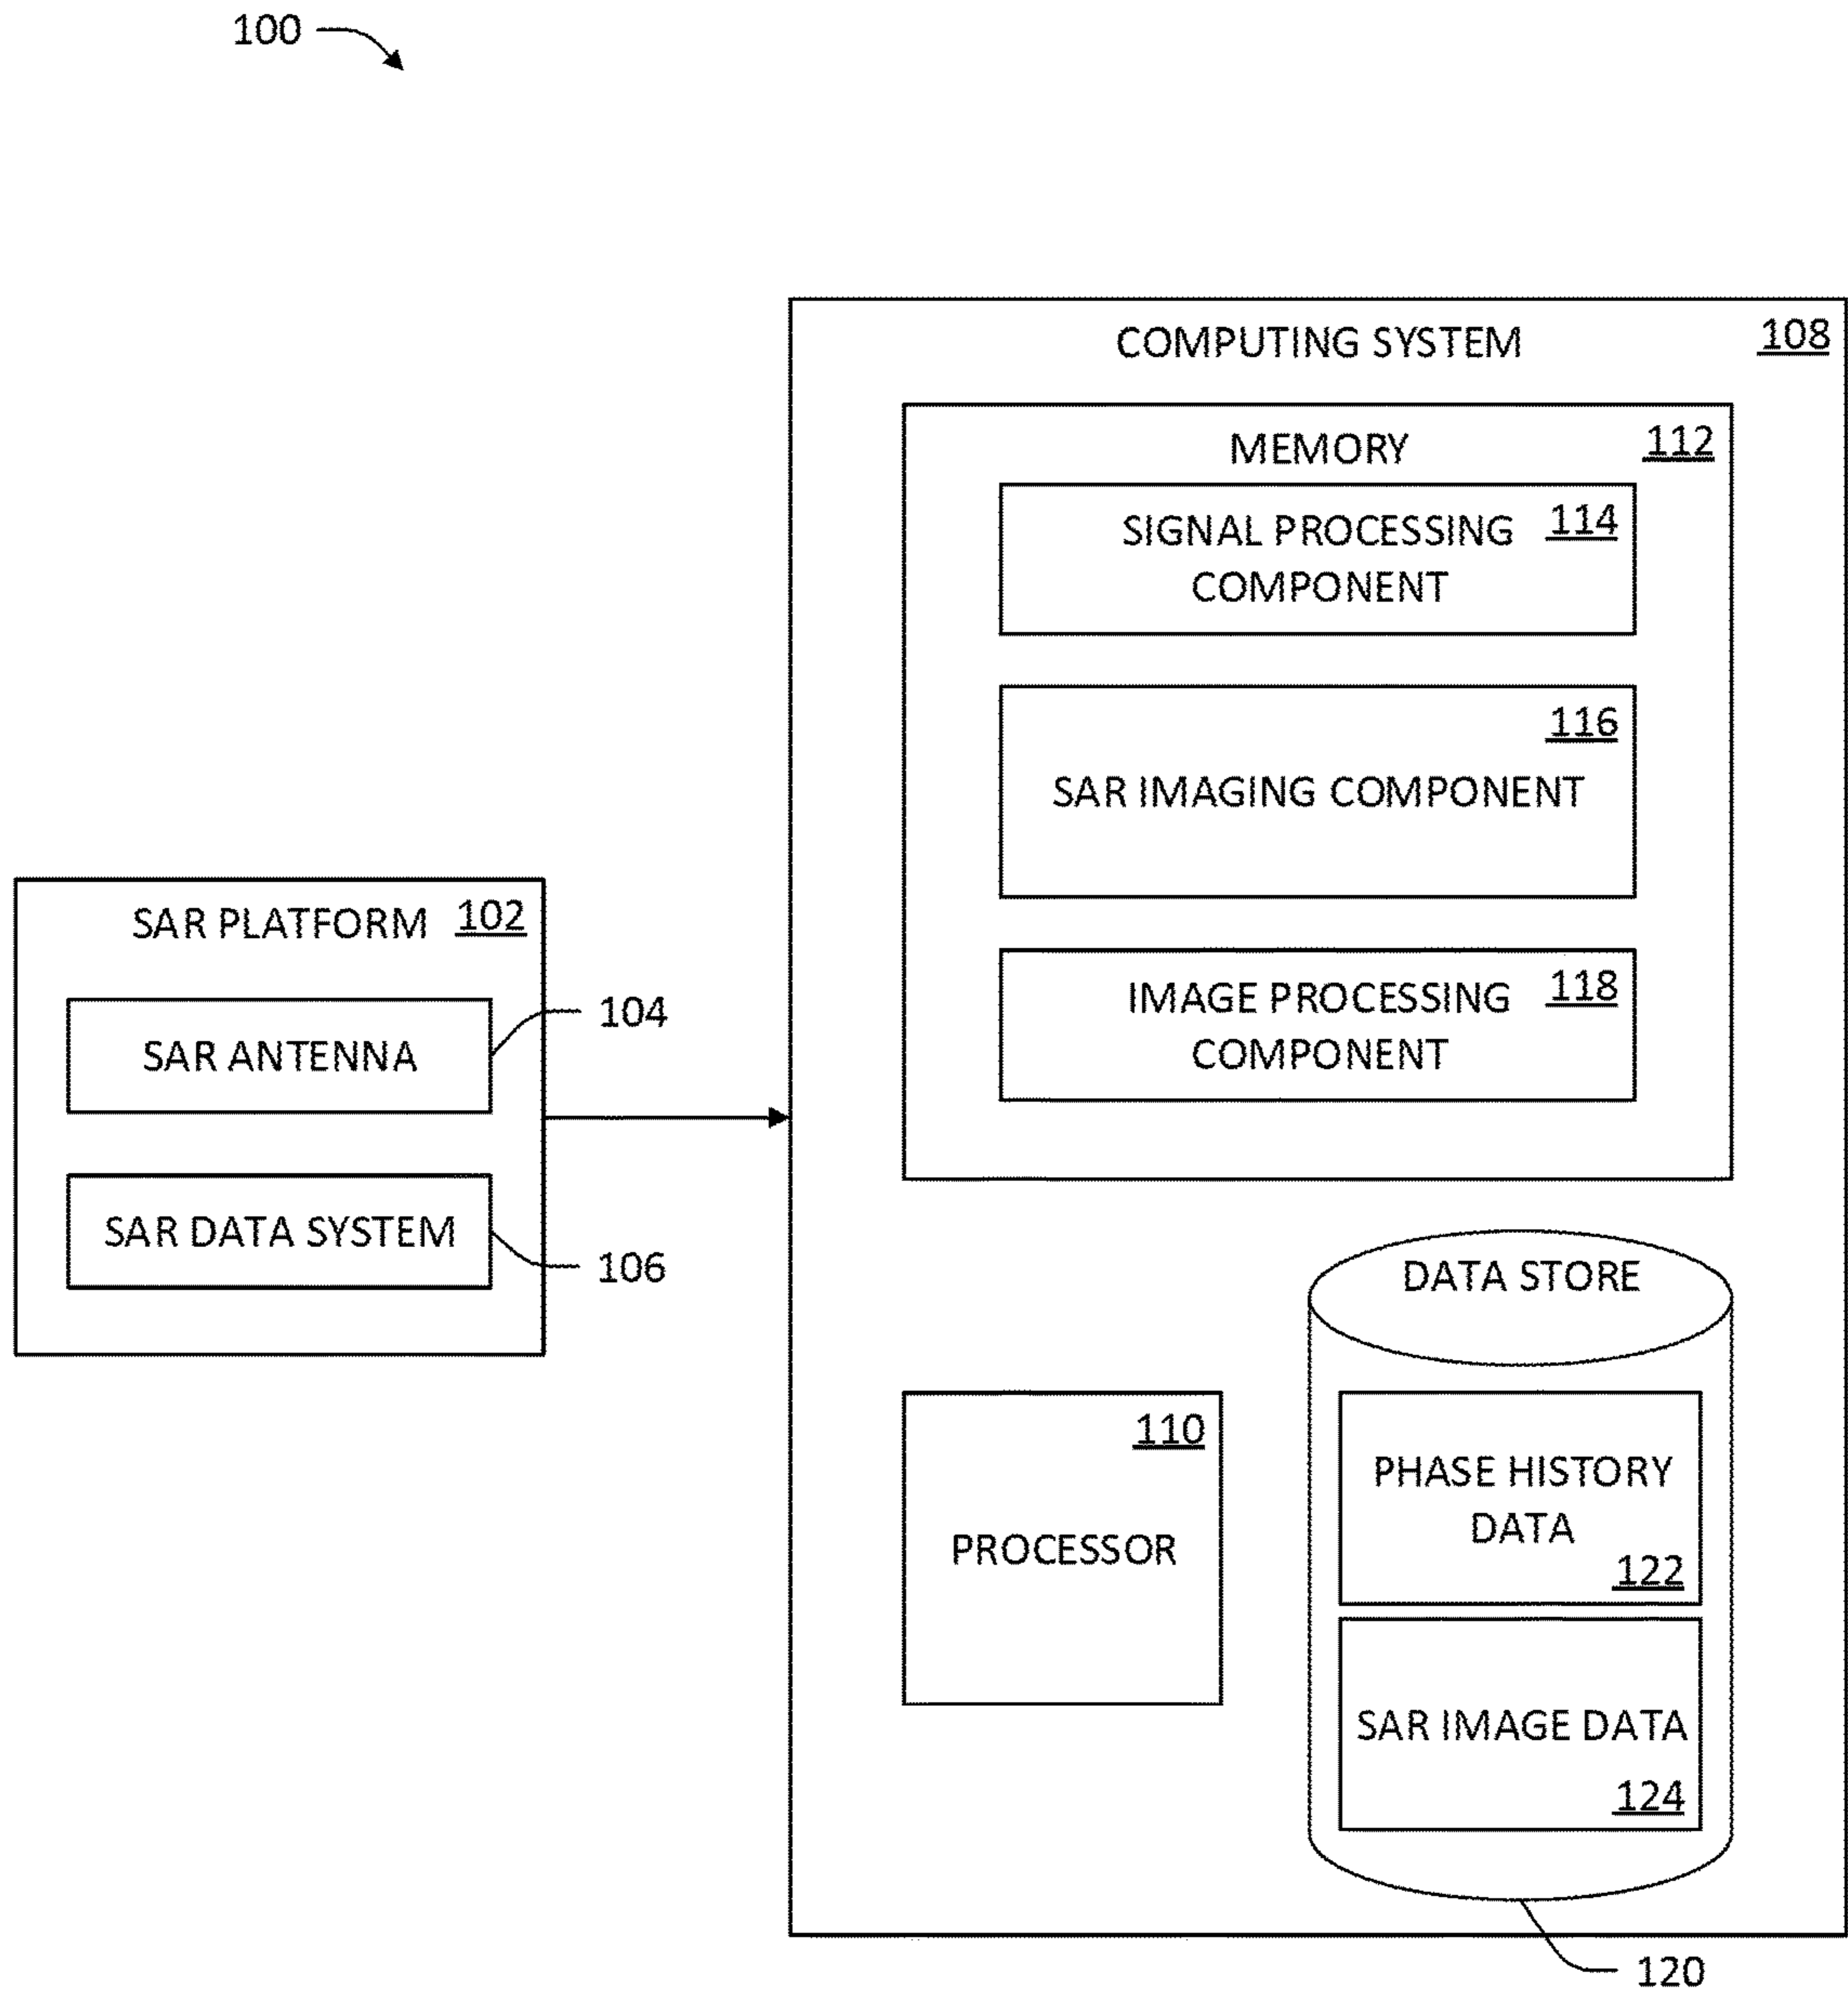 100
COMPUTING SYSTEM 108
MEMORY 112
SIGNAL PROCESSING 114
COMPONENT
116
SAR IMAGING COMPONENT
IMAGE PROCESSING 118
COMPONENT
SAR PLATFORM 102
SAR ANTENNA
104
SAR DATA SYSTEM
106
110
PROCESSOR
DATA STORE
PHASE HISTORY
DATA
122
SAR IMAGE DATA
124
120